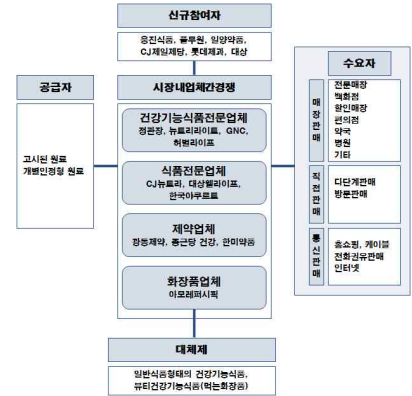 신규참여자
웅진식품, 풀무원, 일양약품,
CJ제일제당, 롯데제과, 대상
공급자
고시된 원료
개별인정형 원료
시장내업체간경쟁
건강기능식품전문업체
정관장, 뉴트리라이트, GNC,
허벌라이프
식품전문업체
CJ뉴트라, 대상웰라이프,
한국야쿠르트
제약업체
광동제약, 종근당 건강, 한미약품
화장품업체
아모레퍼시픽
수요자
매장판매
전문매장
백화점
할인매장
편의점
약국
병원
기타
직접판매
다단계판매
방문판매
통신판매
홈쇼핑, 케이블
전화권유판매
인터넷
대체제
일반식품형태의 건강기능식품,
뷰티건강기능식품(먹는화장품)